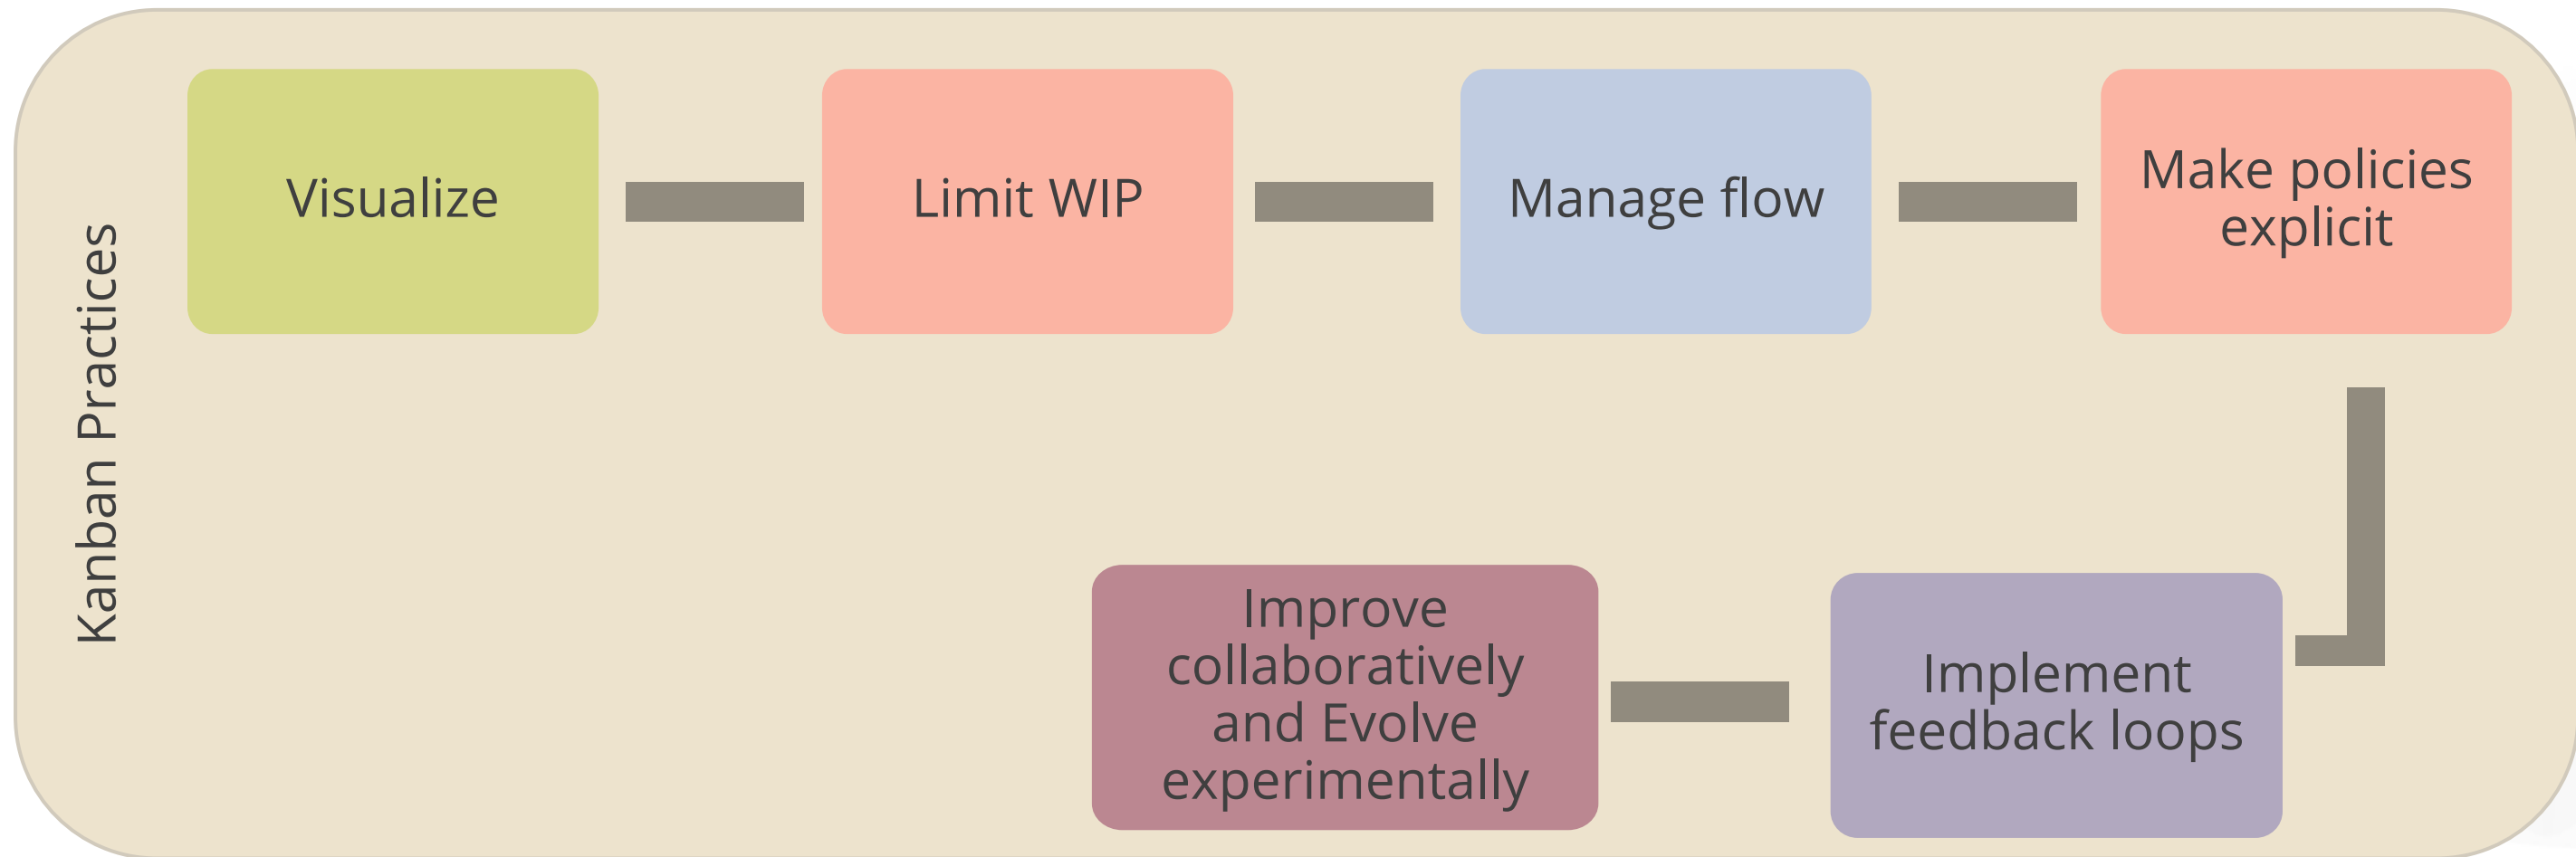 Kanban Practices
Visualize
Limit WIP
Manage flow
Make policies
explicit
Implement
feedback loops
Improve
collaboratively
and Evolve
experimentally